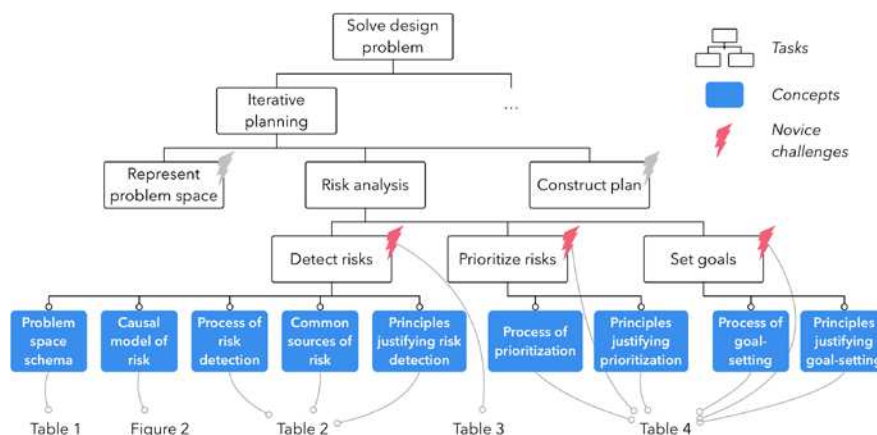 Solve design
problem
Tasks
Iterative
planning
...
Concepts
Novice
challenges
Represent
problem space
Risk analysis
Construct plan
Detect risks
Prioritize risks
Set goals
Problem
space
schema
Causal
model of
risk
Process of
risk
detection
Common
sources of
risk
Principles
justifying risk
detection
Process of
prioritization
Principles
justifying
prioritization
Process of
goal-
setting
Principles
justifying
goal-setting
Table 1
Figure 2
Table 2
Table 3
Table 4